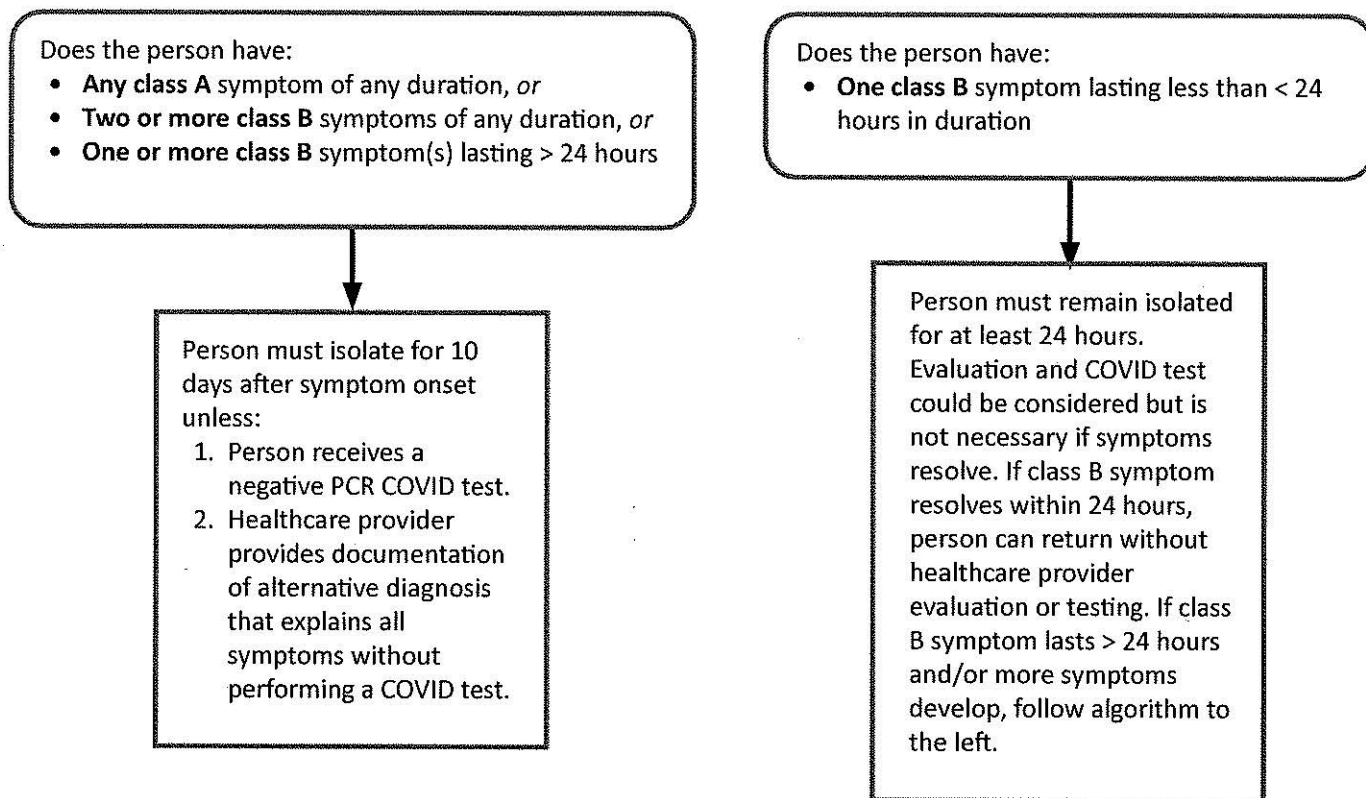 Does the person have:
• Any class A symptom of any duration, or
• Two or more class B symptoms of any duration, or
• One or more class B symptom(s) lasting > 24 hours
Person must isolate for 10
days after symptom onset
unless:
1. Person receives a
negative PCR COVID test.
2. Healthcare provider
provides documentation
of alternative diagnosis
that explains all
symptoms without
performing a COVID test.
Does the person have:
• One class B symptom lasting less than < 24
hours in duration
Person must remain isolated
for at least 24 hours.
Evaluation and COVID test
could be considered but is
not necessary if symptoms
resolve. If class B symptom
resolves within 24 hours,
person can return without
healthcare provider
evaluation or testing. If class
B symptom lasts > 24 hours
and/or more symptoms
develop, follow algorithm to
the left.